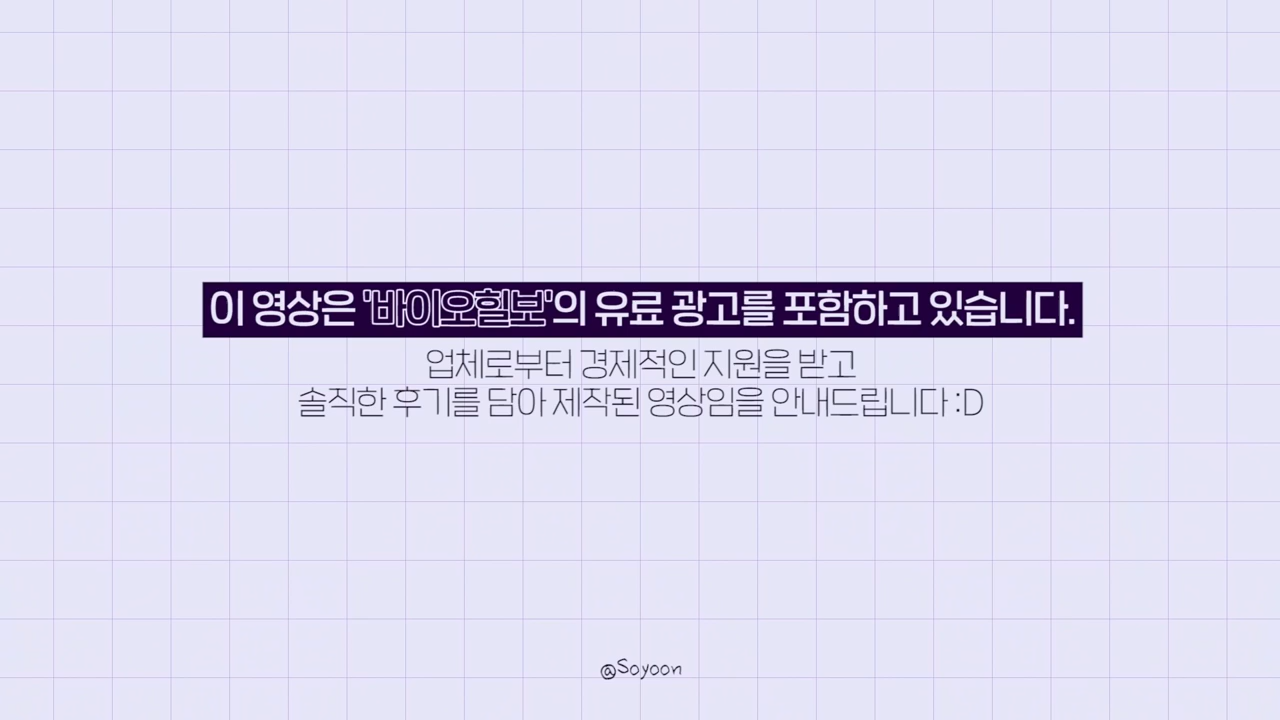 이 영상은 '바이오힐보'의 유료 광고를 포함하고 있습니다.
업체로부터 경제적인 지원을 받고
솔직한 후기를 담아 제작된 영상임을 안내드립니다 :D
@Soyoon